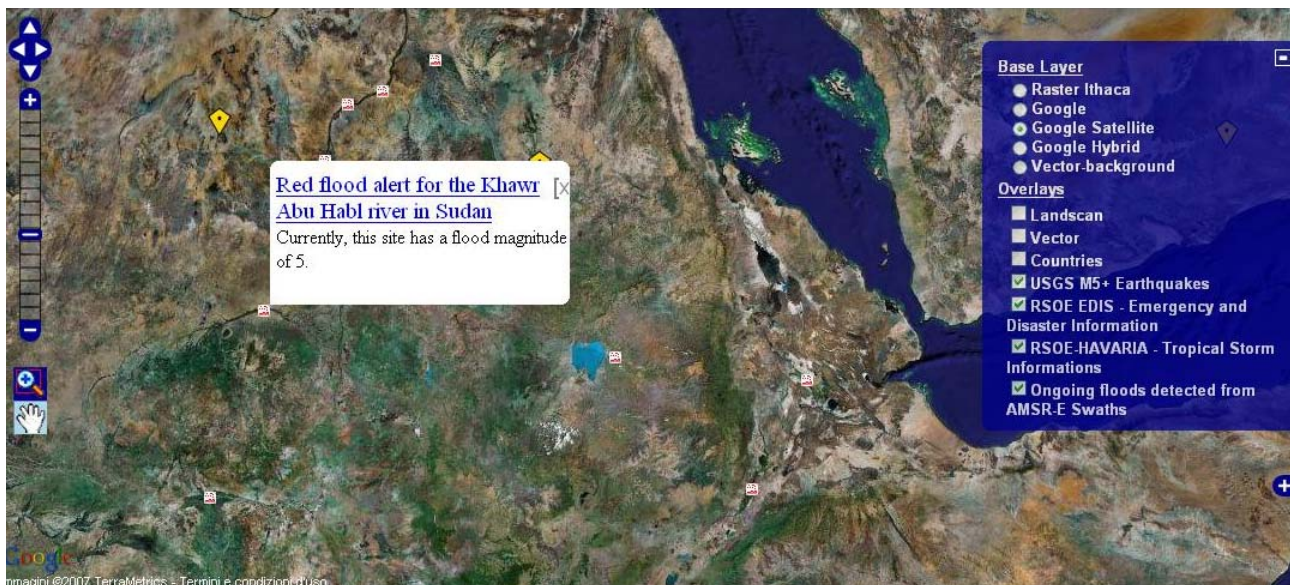 Red flood alert for the Khawr
Abu Habl river in Sudan
[x
Currently, this site has a flood magnitude
of 5.
Base Layer
Raster Ithaca
Google
Google Satellite
Google Hybrid
Vector-background
Overlays
Landscan
Vector
Countries
USGS M5+ Earthquakes
RSOE EDIS - Emergency and
Disaster Information
RSOE-HAVARIA - Tropical Storm
Informations
Ongoing floods detected from
AMSR-E Swaths
Google
mmagini ©2007 TerraMetrics - Termini e condizioni d'uso